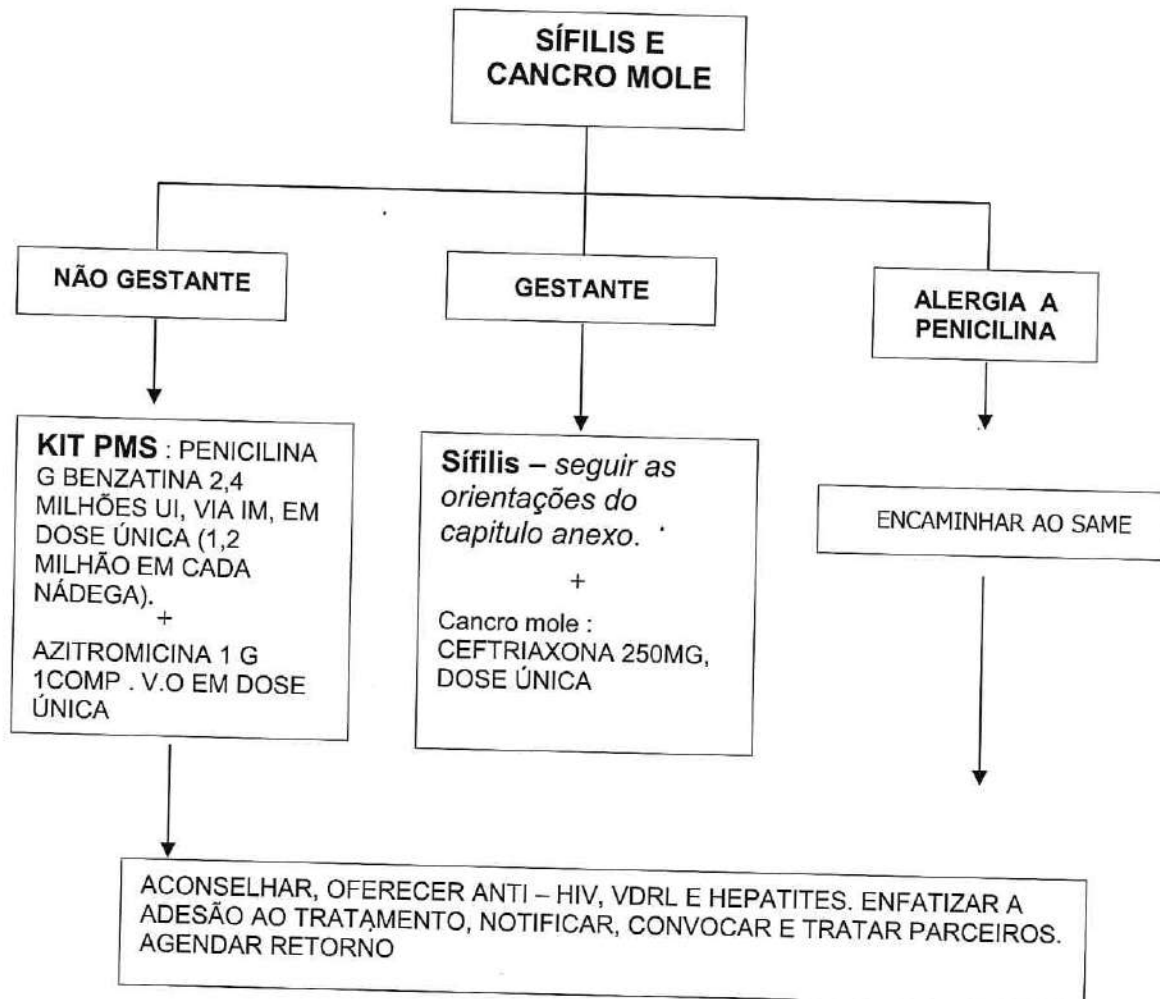 SÍFILIS E
CANCRO MOLE
NÃO GESTANTE
GESTANTE
ALERGIA A
PENICILINA
KIT PMS : PENICILINA
G BENZATINA 2,4
MILHÕES UI, VIA IM, EM
DOSE ÚNICA (1,2
MILHÃO EM CADA
NÁDEGA).
+
AZITROMICINA 1 G
1COMP . V.O EM DOSE
ÚNICA
Sífilis – seguir as
orientações do
capitulo anexo.
+
Cancro mole :
CEFTRIAXONA 250MG,
DOSE ÚNICA
ENCAMINHAR AO SAME
ACONSELHAR, OFERECER ANTI – HIV, VDRL E HEPATITES. ENFATIZAR A
ADESÃO AO TRATAMENTO, NOTIFICAR, CONVOCAR E TRATAR PARCEIROS.
AGENDAR RETORNO